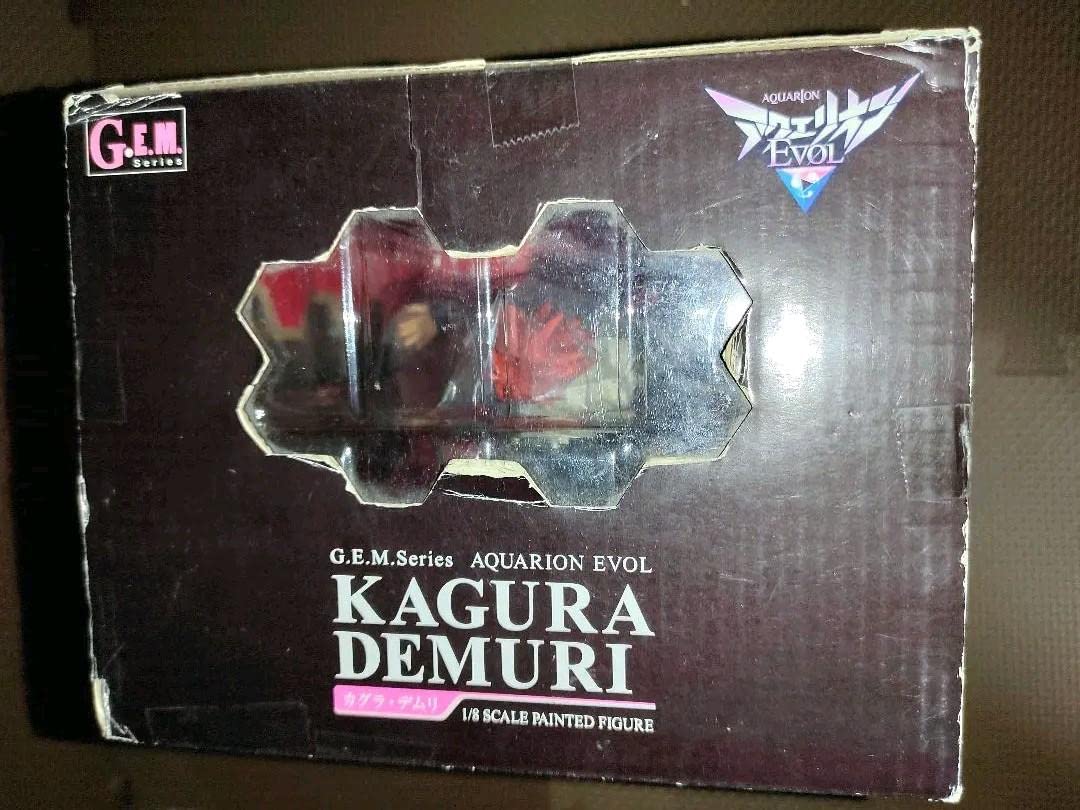 G.E.M.
Series
AQUARION
アクエリオン
EVOL
G.E.M.Series AQUARION EVOL
KAGURA
DEMURI
カグラ・デムリ
1/8 SCALE PAINTED FIGURE